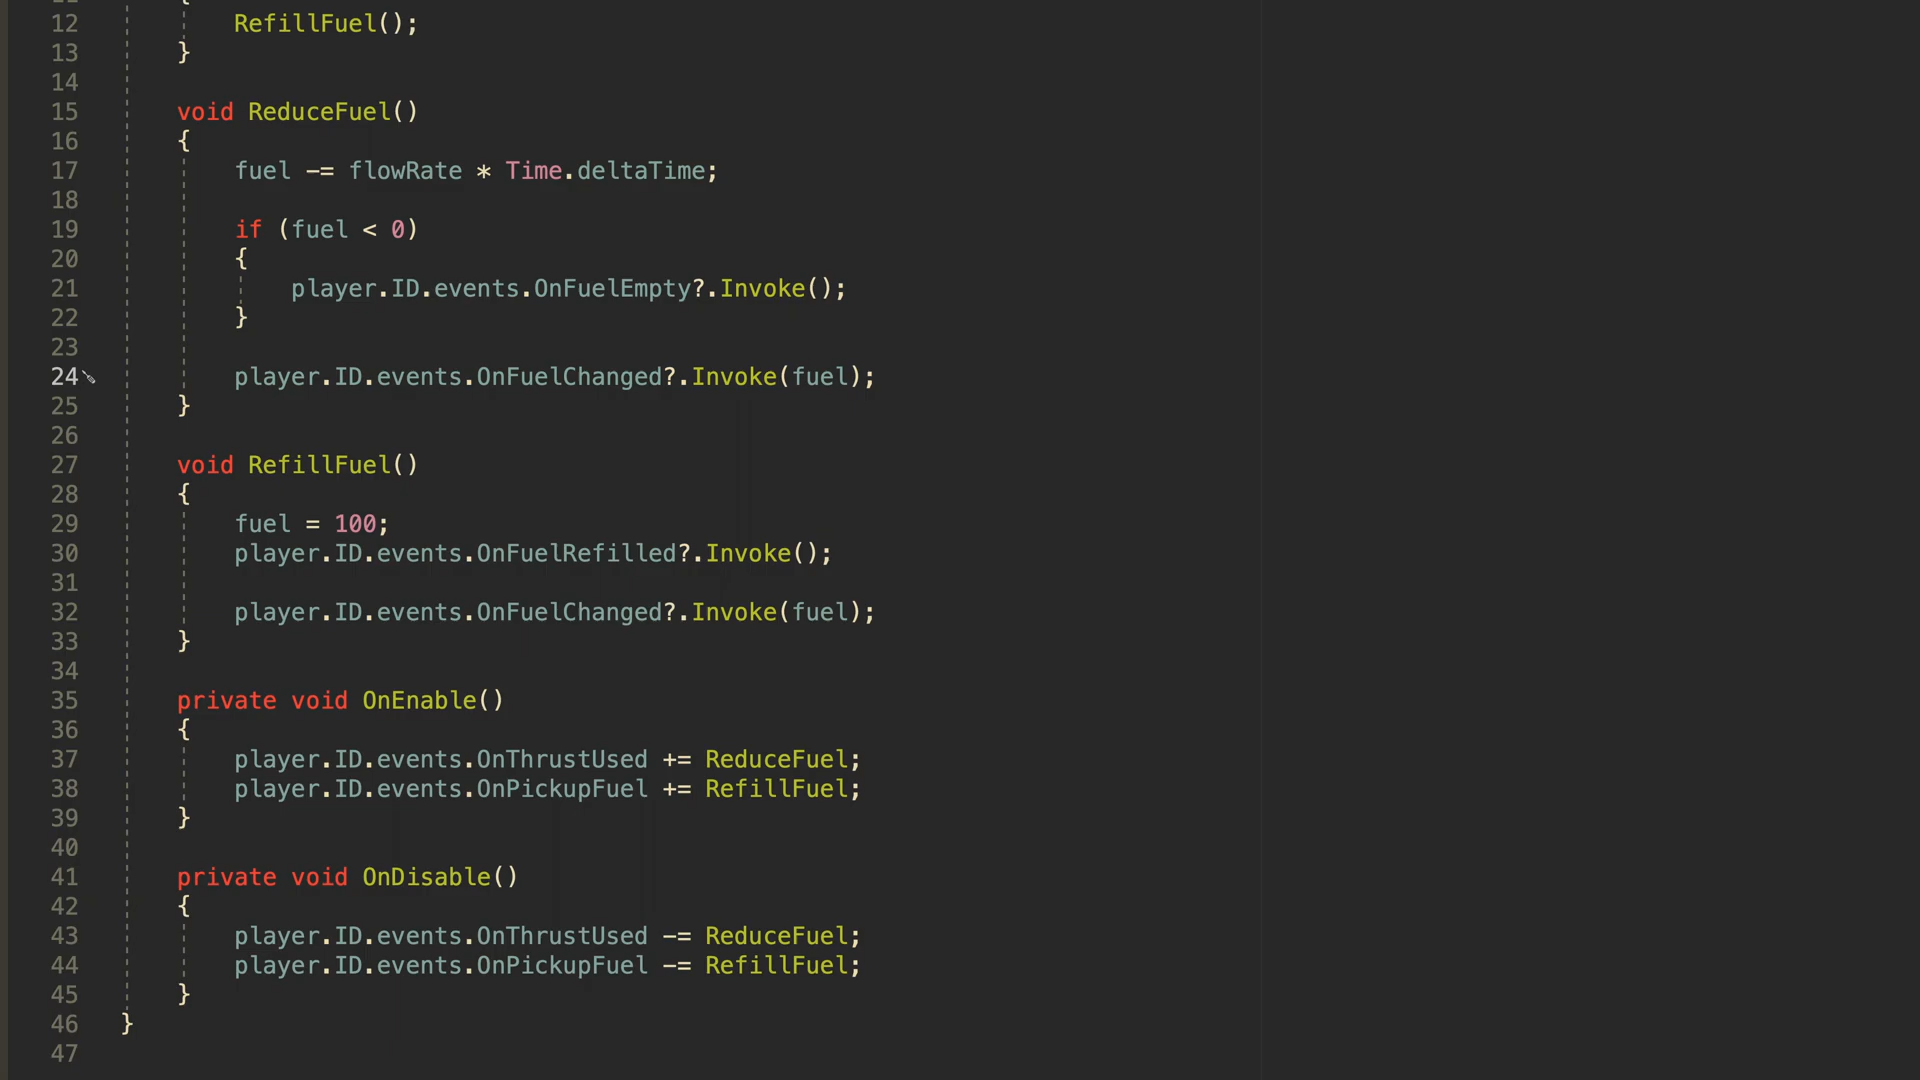 12 RefillFuel();
13 }
14
15 void ReduceFuel()
16 {
17 fuel -= flowRate * Time.deltaTime;
18
19 if (fuel < 0)
20 {
21 player.ID.events.OnFuelEmpty?.Invoke();
22 }
23
24 player.ID.events.OnFuelChanged?.Invoke(fuel);
25 }
26
27 void RefillFuel()
28 {
29 fuel = 100;
30 player.ID.events.OnFuelRefilled?.Invoke();
31
32 player.ID.events.OnFuelChanged?.Invoke(fuel);
33 }
34
35 private void OnEnable()
36 {
37 player.ID.events.OnThrustUsed += ReduceFuel;
38 player.ID.events.OnPickupFuel += RefillFuel;
39 }
40
41 private void OnDisable()
42 {
43 player.ID.events.OnThrustUsed -= ReduceFuel;
44 player.ID.events.OnPickupFuel -= RefillFuel;
45 }
46 }
47